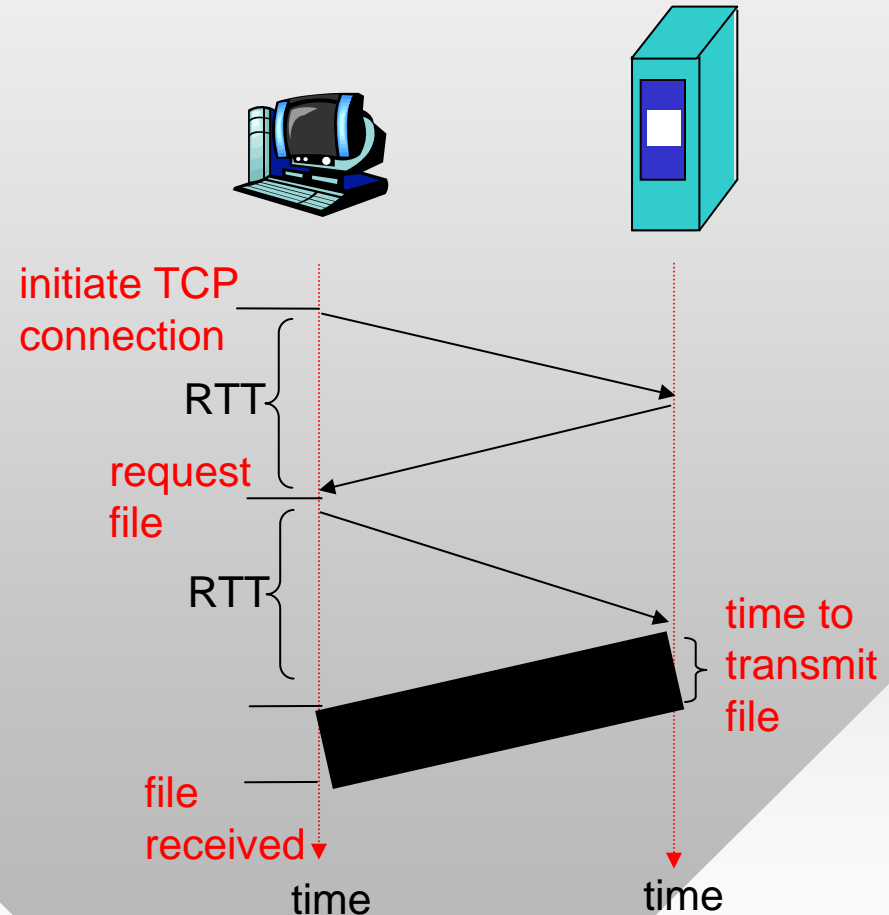 initiate TCP
connection
RTT
request
file
RTT
time to
transmit
file
file
received
time
time